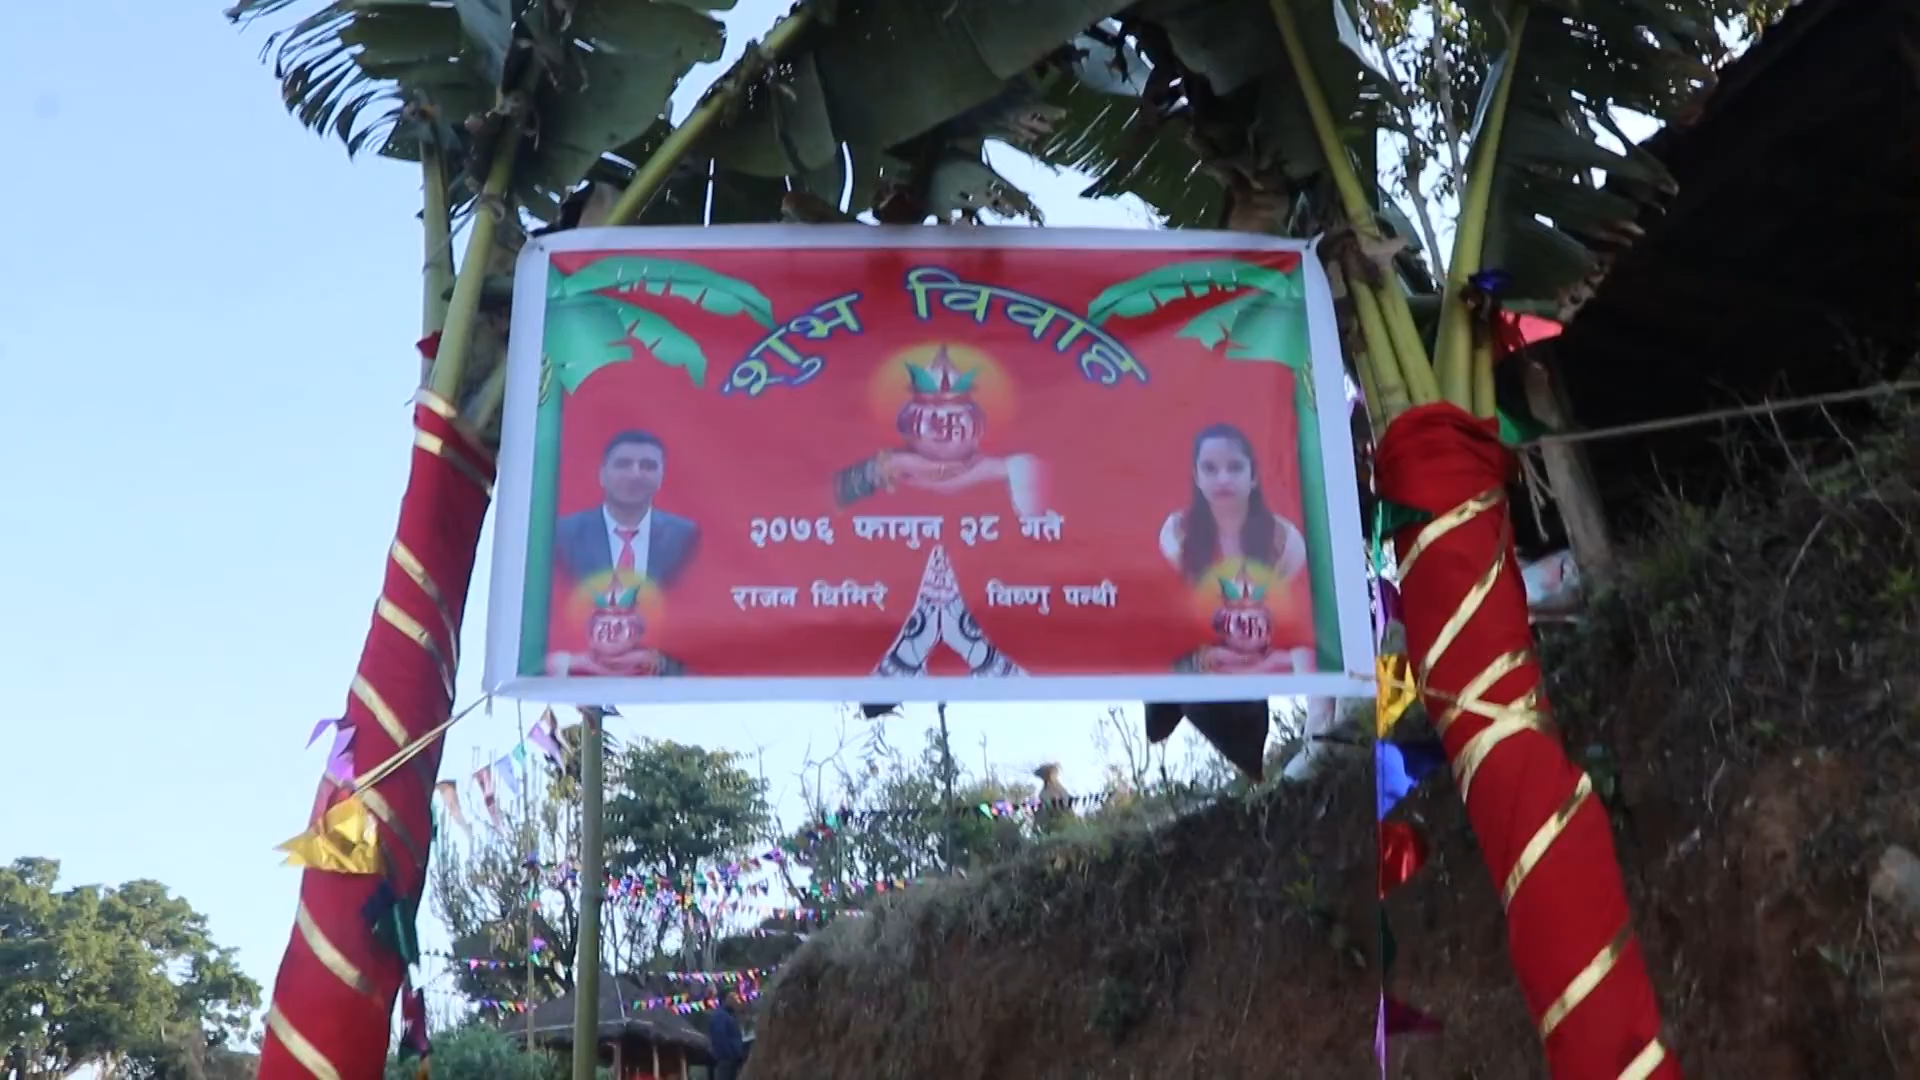 शुभ विवाह
२०७६ फागुन २८ गते
राजन घिमिरे विष्णु पन्थी